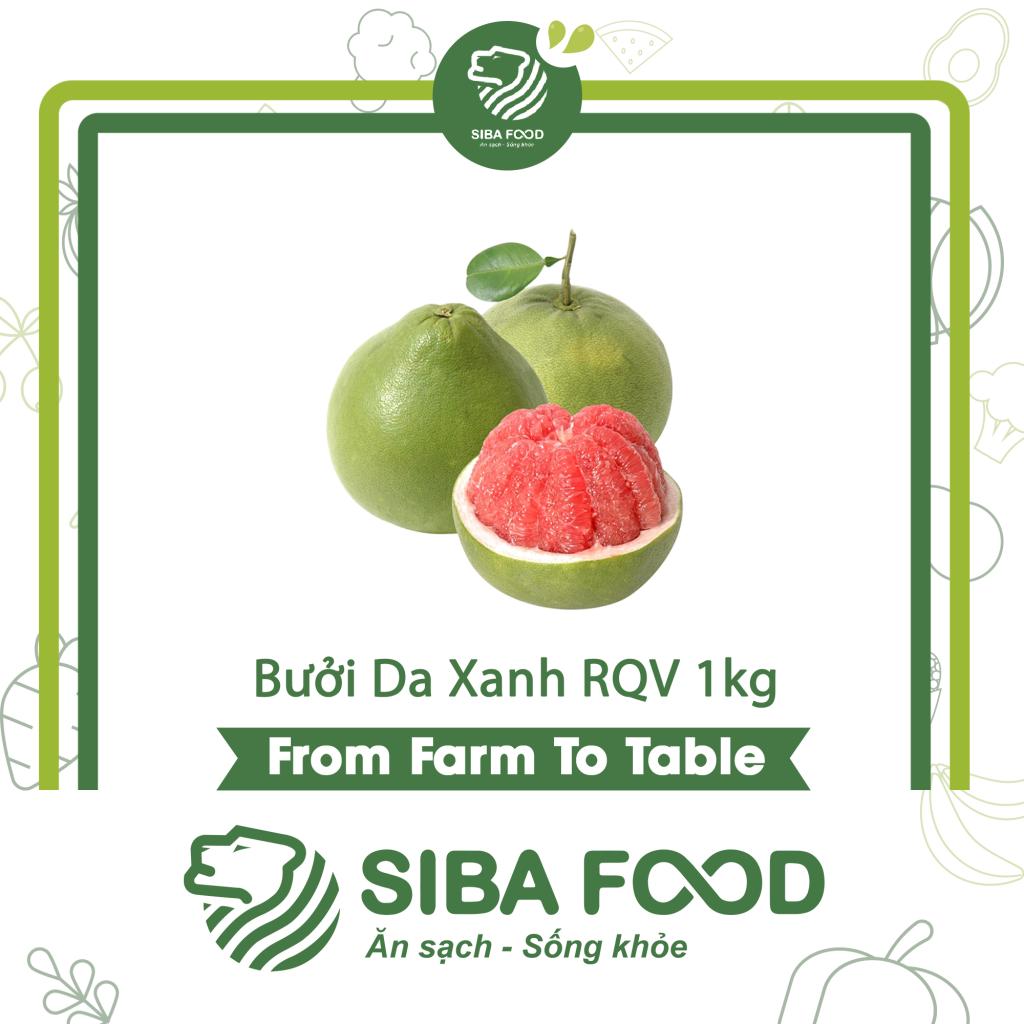 SIBA FOOD
Ăn sạch - Sống khỏe
Bưởi Da Xanh RQV 1kg
From Farm To Table
SIBA FOOD
Ăn sạch - Sống khỏe